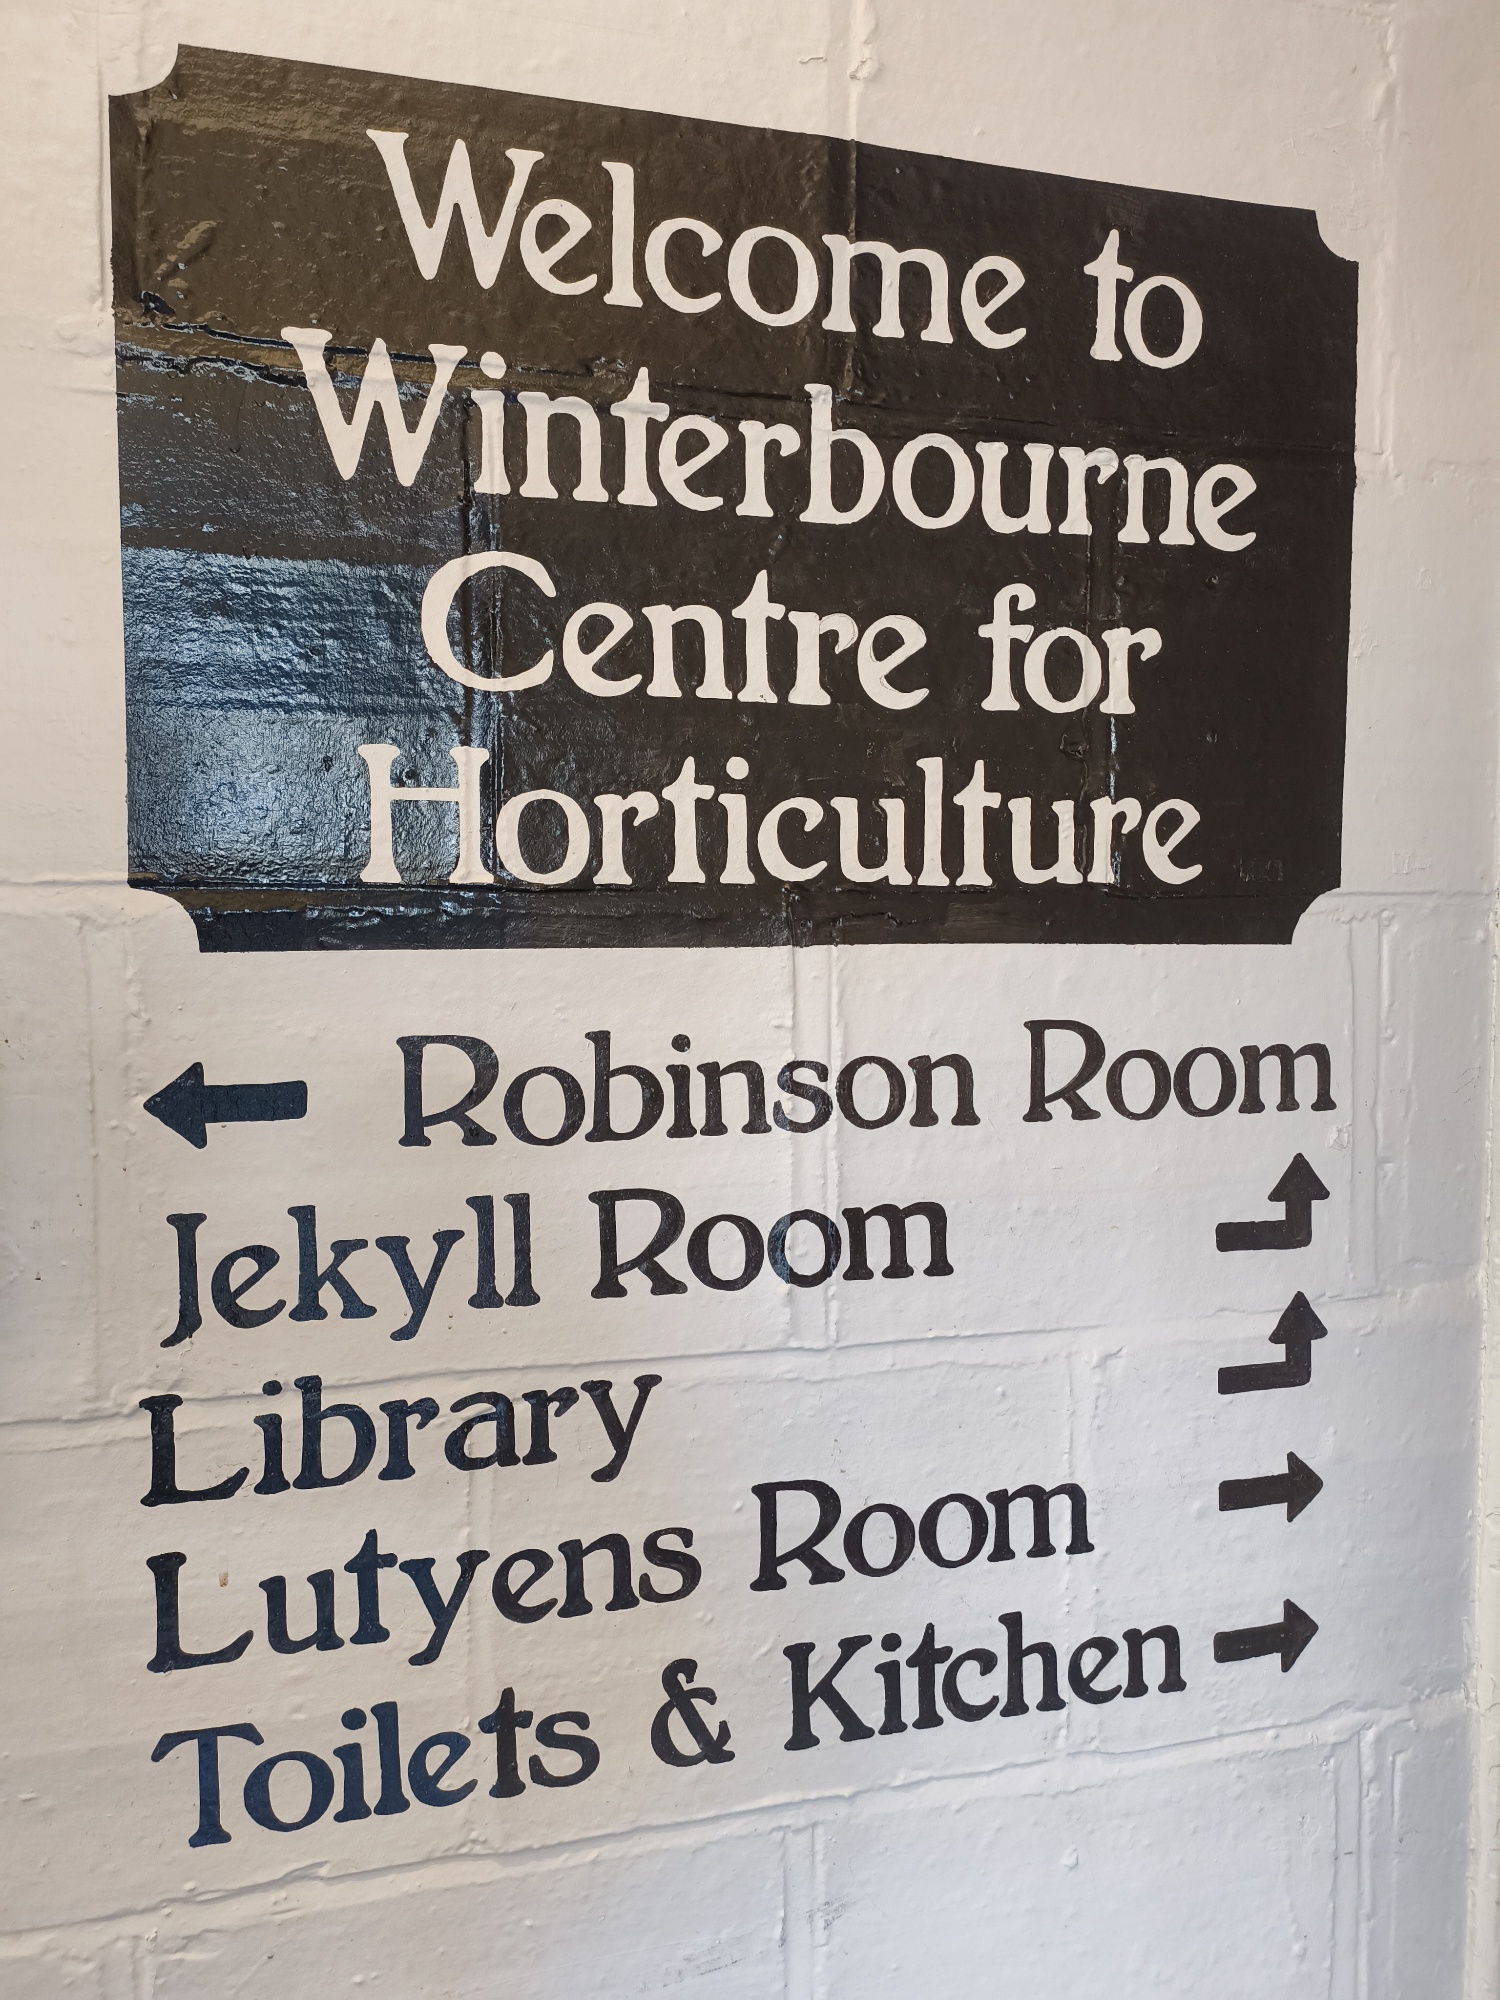 Welcome to
Winterbourne
Centre for
Horticulture
Robinson Room
Jekyll Room
Library
Lutyens Room
Toilets & Kitchen